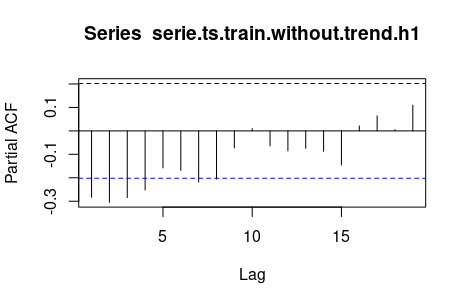 Series  serie.ts.train.without.trend.h1
Partial ACF
0.1
-0.1
-0.3
5 10 15
Lag